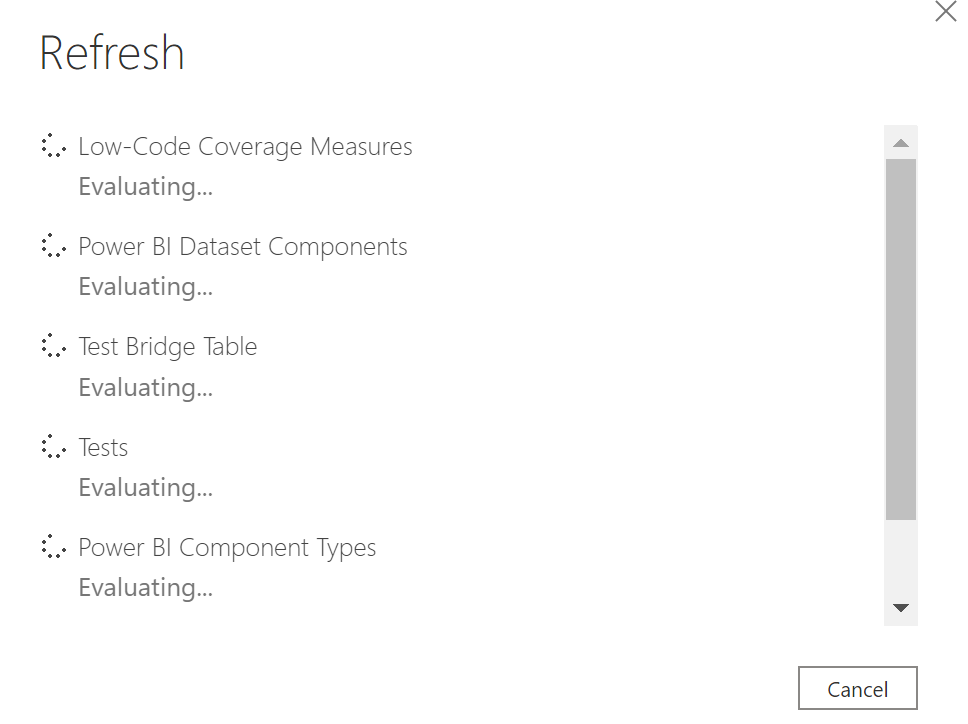 Refresh
Low-Code Coverage Measures
Evaluating...
Power BI Dataset Components
Evaluating...
Test Bridge Table
Evaluating...
Tests
Evaluating...
Power BI Component Types
Evaluating...
Cancel